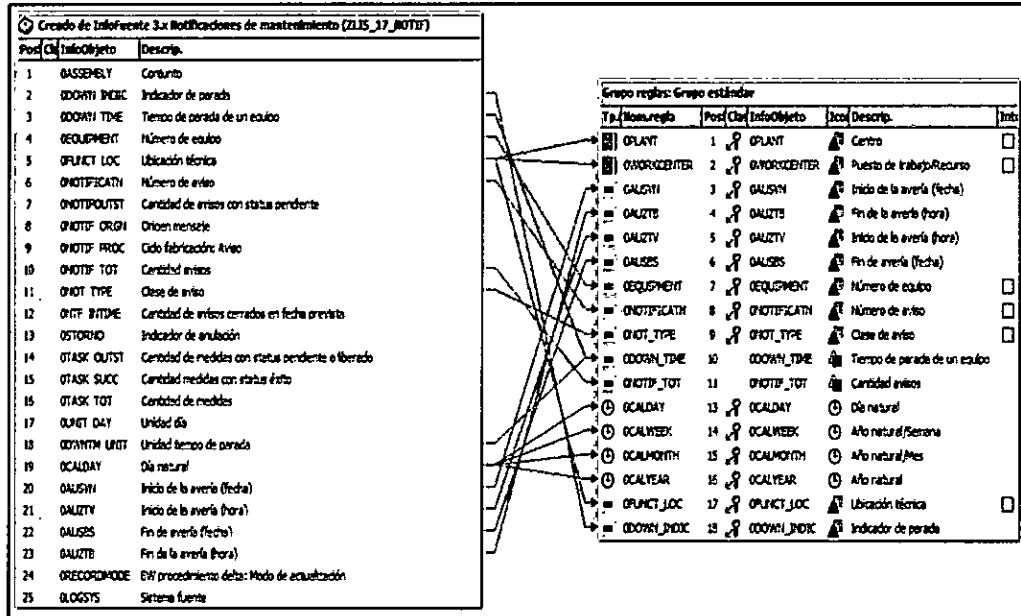 Creado de InfoFuente 3.x Notificaciones de mantenimiento (ZLIS_17_NOTIF)
Posi InfoObjeto Descrip.
1 0ASSEMBLY Conjunto
2 0DOWN INDIC Indicador de parada
3 0DOWN TIME Tiempo de parada de un equipo
4 0EQUIPMENT Número de equipo
5 0FUNCT LOC Ubicación técnica
6 0NOTIFICATN Número de aviso
7 0NOTIFOUTST Cantidad de avisos con status pendiente
8 0NOTIF ORGN Origen mensaje
9 0NOTIF PROC Ciclo fabricación: Aviso
10 0NOTIF TOT Cantidad avisos
11 0NOT TYPE Clase de aviso
12 0NTF INTIME Cantidad de avisos cerrados en fecha prevista
13 0STORNO Indicador de anulación
14 0TASK OUTST Cantidad de medidas con status pendiente o liberado
15 0TASK SUCC Cantidad medidas con status éxito
16 0TASK TOT Cantidad de medidas
17 0UNIT DAY Unidad día
18 0DOWNTM UNIT Unidad tiempo de parada
19 0CALDAY Día natural
20 0AUSVN Inicio de la avería (fecha)
21 0AUZTV Inicio de la avería (hora)
22 0AUSBS Fin de avería (fecha)
23 0AUZTB Fin de la avería (hora)
24 0RECORDMODE BW procedimiento delta: Modo de actualización
25 0LOGSYS Sistema fuente
Grupo reglas: Grupo estándar
Tp. Nom.regla Posi Clav InfoObjeto Icon Descrip. Inte
0PLANT 1 0PLANT Centro
0WORKCENTER 2 0WORKCENTER Puesto de trabajo/Recurso
0AUSVN 3 0AUSVN Inicio de la avería (fecha)
0AUZTB 4 0AUZTB Fin de la avería (hora)
0AUZTV 5 0AUZTV Inicio de la avería (hora)
0AUSBS 6 0AUSBS Fin de avería (fecha)
0EQUIPMENT 7 0EQUIPMENT Número de equipo
0NOTIFICATN 8 0NOTIFICATN Número de aviso
0NOT_TYPE 9 0NOT_TYPE Clase de aviso
0DOWN_TIME 10 0DOWN_TIME Tiempo de parada de un equipo
0NOTIF_TOT 11 0NOTIF_TOT Cantidad avisos
0CALDAY 13 0CALDAY Día natural
0CALWEEK 14 0CALWEEK Año natural/Semana
0CALMONTH 15 0CALMONTH Año natural/Mes
0CALYEAR 16 0CALYEAR Año natural
0FUNCT_LOC 17 0FUNCT_LOC Ubicación técnica
0DOWN_INDIC 18 0DOWN_INDIC Indicador de parada